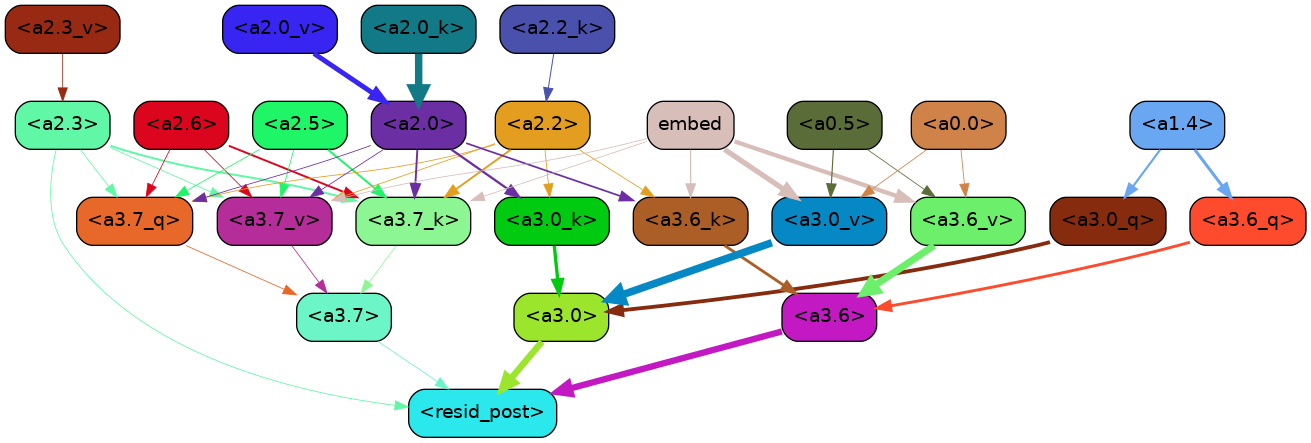 <a2.3_v>
<a2.0_v>
<a2.0_k>
<a2.2_k>
<a2.3>
<a2.6>
<a2.5>
<a2.0>
<a2.2>
embed
<a0.5>
<a0.0>
<a1.4>
<a3.7_q>
<a3.7_v>
<a3.7_k>
<a3.0_k>
<a3.6_k>
<a3.0_v>
<a3.6_v>
<a3.0_q>
<a3.6_q>
<a3.7>
<a3.0>
<a3.6>
<resid_post>